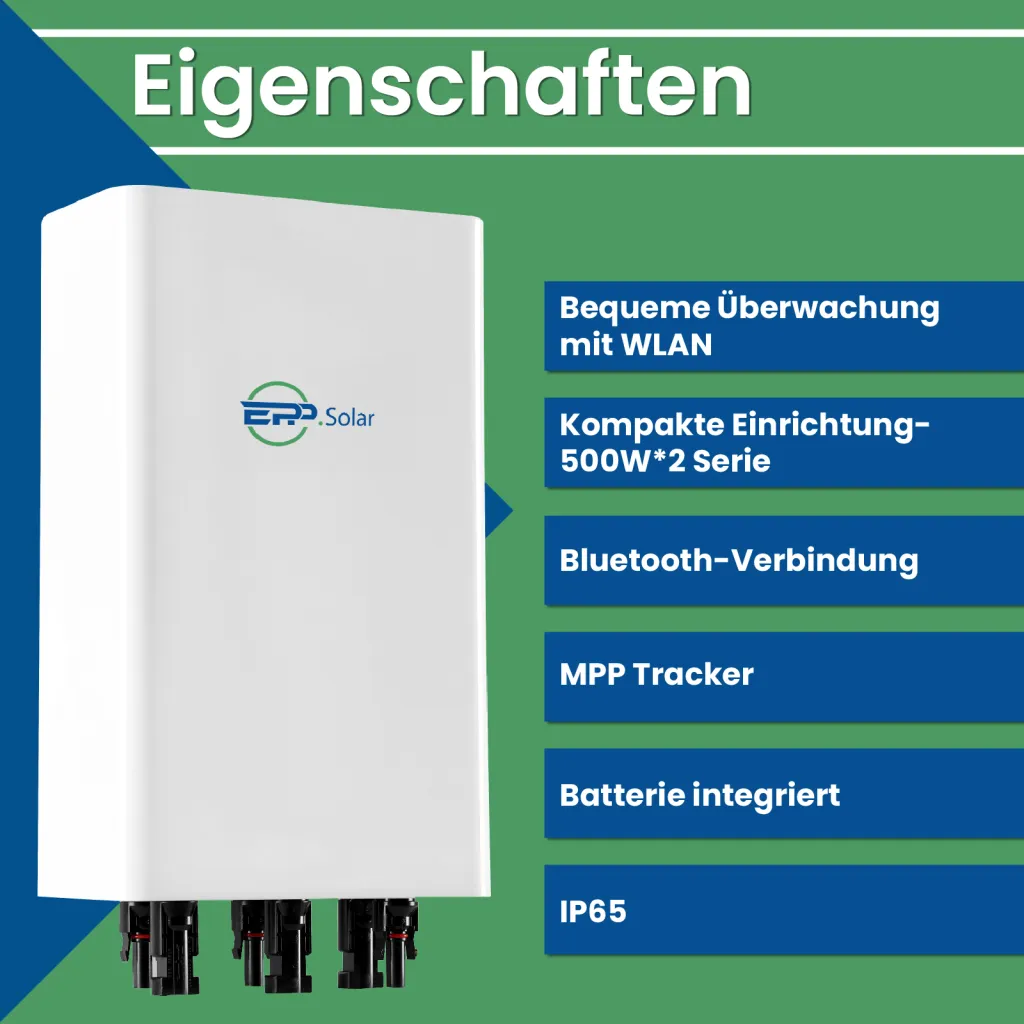 Eigenschaften
EPP.Solar
Bequeme Überwachung
mit WLAN
Kompakte Einrichtung-
500W*2 Serie
Bluetooth-Verbindung
MPP Tracker
Batterie integriert
IP65